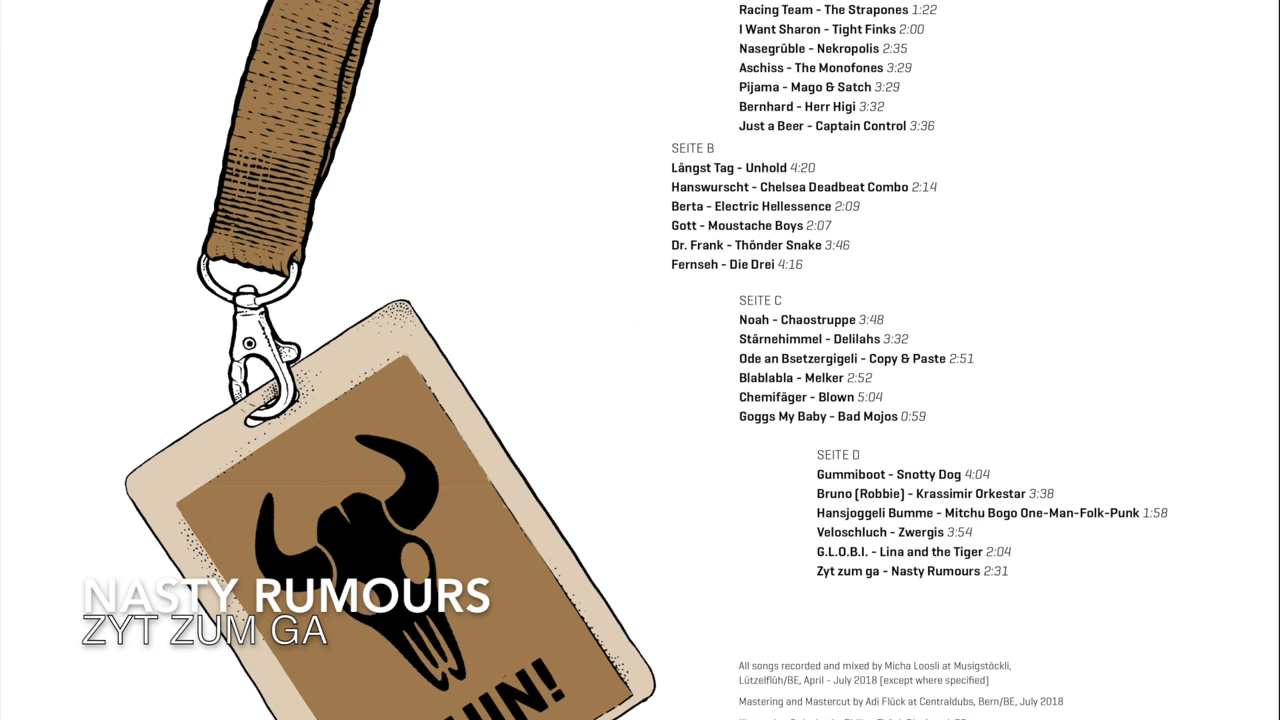 Racing Team - The Strapones 1:22
I Want Sharon - Tight Finks 2:00
Nasegrüble - Nekropolis 2:35
Aschiss - The Monofones 3:29
Pijama - Mago & Satch 3:29
Bernhard - Herr Higi 3:32
Just a Beer - Captain Control 3:36
SEITE B
Längst Tag - Unhold 4:20
Hanswurscht - Chelsea Deadbeat Combo 2:14
Berta - Electric Hellessence 2:09
Gott - Moustache Boys 2:07
Dr. Frank - Thönder Snake 3:46
Fernseh - Die Drei 4:16
SEITE C
Noah - Chaostruppe 3:48
Stärnehimmel - Delilahs 3:32
Ode an Bsetzergigeli - Copy & Paste 2:51
Blablabla - Melker 2:52
Chemifäger - Blown 5:04
Goggs My Baby - Bad Mojos 0:59
SEITE D
Gummiboot - Snotty Dog 4:04
Bruno (Robbie) - Krassimir Orkestar 3:38
Hansjoggeli Bumme - Mitchu Bogo One-Man-Folk-Punk 1:58
Veloschluch - Zwergis 3:54
G.L.O.B.I. - Lina and the Tiger 2:04
Zyt zum ga - Nasty Rumours 2:31
NASTY RUMOURS
ZYT ZUM GA
All songs recorded and mixed by Micha Loosli at Musigstöckli,
Lützelflüh/BE, April - July 2018 (except where specified)
Mastering and Mastercut by Adi Flück at Centraldubs, Bern/BE, July 2018